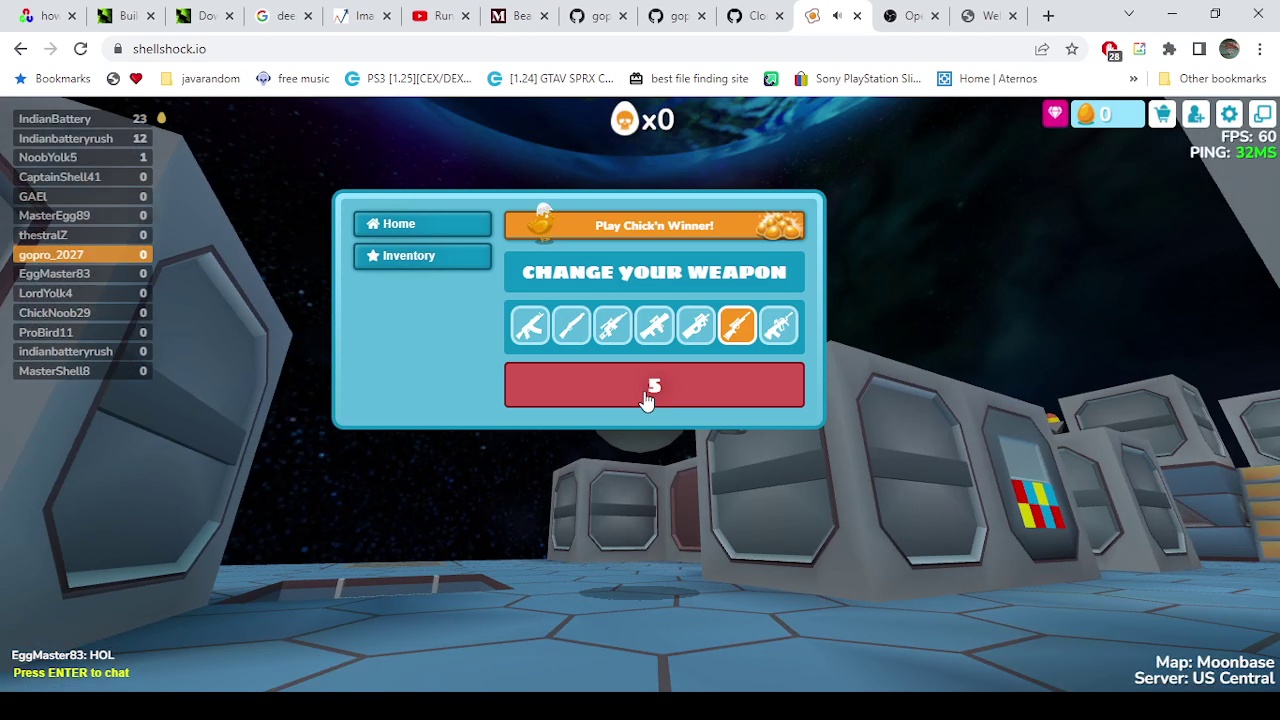 how
Buil
Dow
dee
Ima
Run
Bea
gop
gop
Clo
Ope
Wel
shellshock.io
28
Bookmarks
javarandom
free music
PS3 [1.25][CEX/DEX...
[1.24] GTAV SPRX C...
best file finding site
Sony PlayStation Sli...
Home | Aternos
»
Other bookmarks
IndianBattery 23
Indianbatteryrush 12
NoobYolk5 1
CaptainShell41 0
GAEL 0
MasterEgg89 0
thestralZ 0
gopro_2027 0
EggMaster83 0
LordYolk4 0
ChickNoob29 0
ProBird11 0
indianbatteryrush 0
MasterShell8 0
x0
0
FPS: 60
PING: 32MS
Home
Inventory
Play Chick'n Winner!
CHANGE YOUR WEAPON
5
EggMaster83: HOL
Press ENTER to chat
Map: Moonbase
Server: US Central